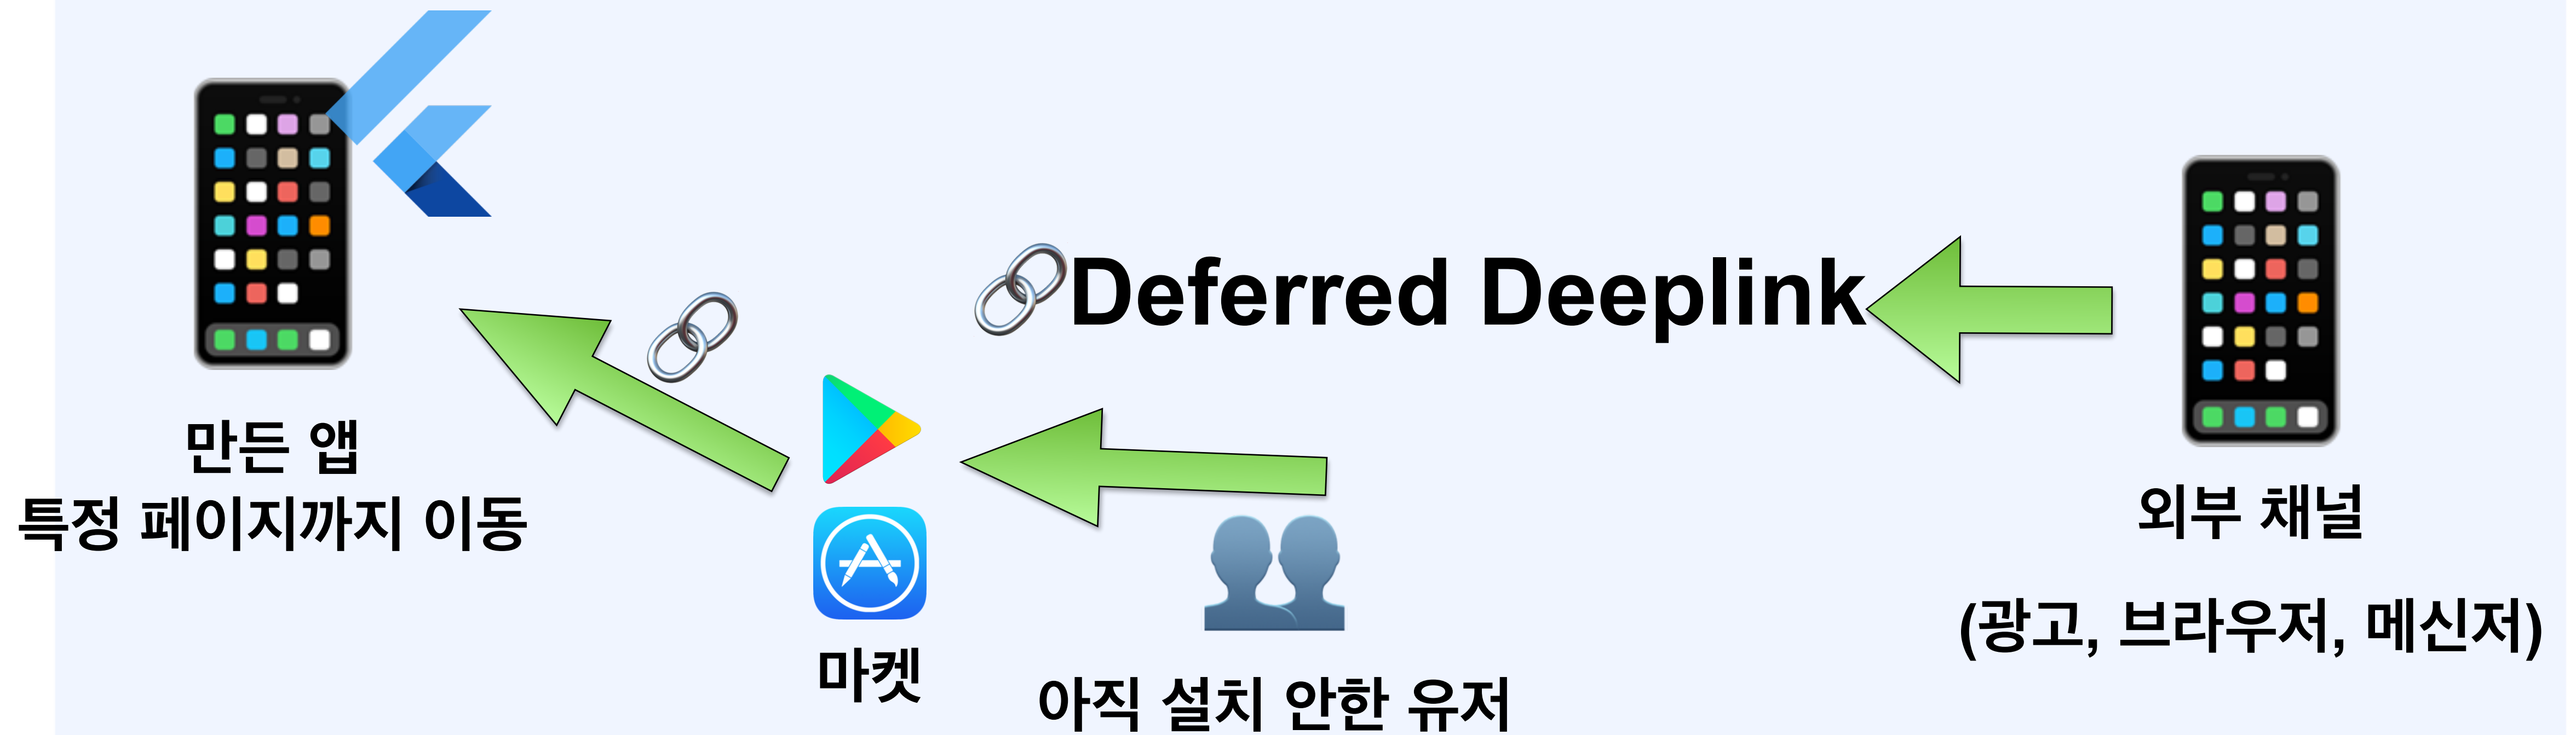 Deferred Deeplink
만든 앱
특정 페이지까지 이동
마켓
아직 설치 안한 유저
외부 채널
(광고, 브라우저, 메신저)